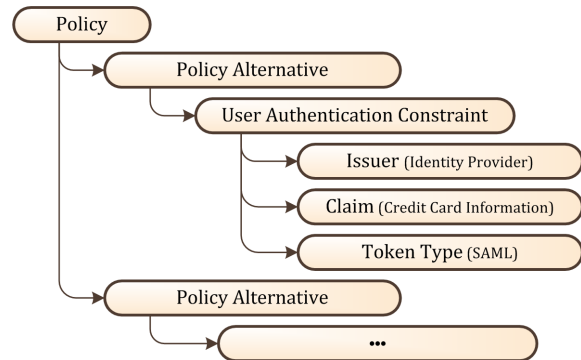 Policy
Policy Alternative
User Authentication Constraint
Issuer (Identity Provider)
Claim (Credit Card Information)
Token Type (SAML)
Policy Alternative
•••